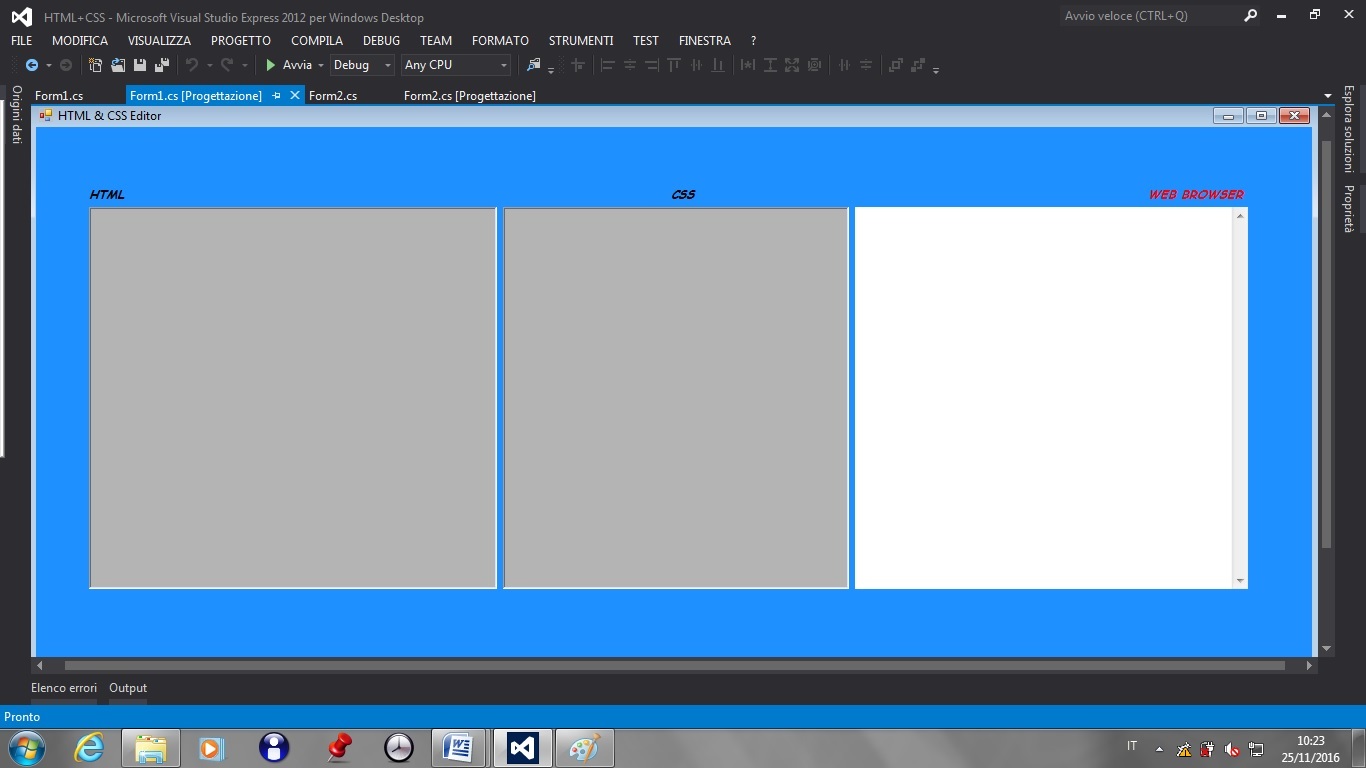 HTML+CSS - Microsoft Visual Studio Express 2012 per Windows Desktop
Avvio veloce (CTRL+Q)
FILE MODIFICA VISUALIZZA PROGETTO COMPILA DEBUG TEAM FORMATO STRUMENTI TEST FINESTRA ?
Avvia Debug Any CPU
Form1.cs Form1.cs [Progettazione] Form2.cs Form2.cs [Progettazione]
Origini dati
HTML & CSS Editor
Esplora soluzioni
Proprietà
HTML CSS WEB BROWSER
Elenco errori Output
Pronto
IT
10:23
25/11/2016